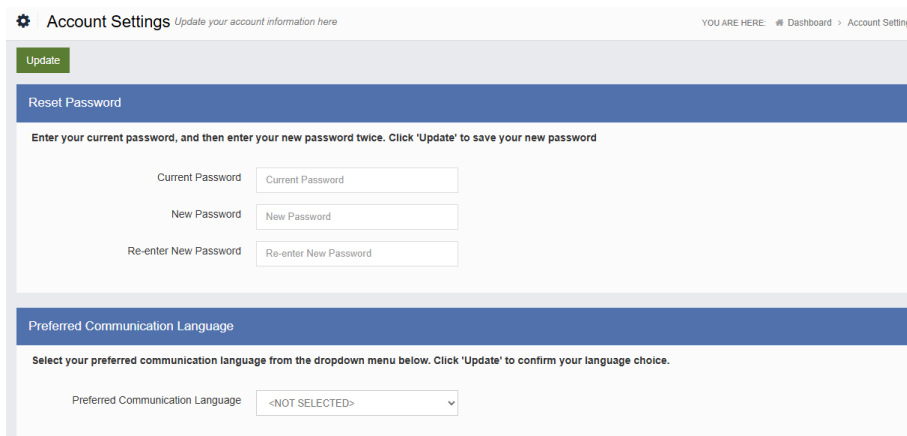 Account Settings Update your account information here YOU ARE HERE: Dashboard > Account Setting
Update
Reset Password
Enter your current password, and then enter your new password twice. Click 'Update' to save your new password
Current Password Current Password
New Password New Password
Re-enter New Password Re-enter New Password
Preferred Communication Language
Select your preferred communication language from the dropdown menu below. Click 'Update' to confirm your language choice.
Preferred Communication Language <NOT SELECTED>